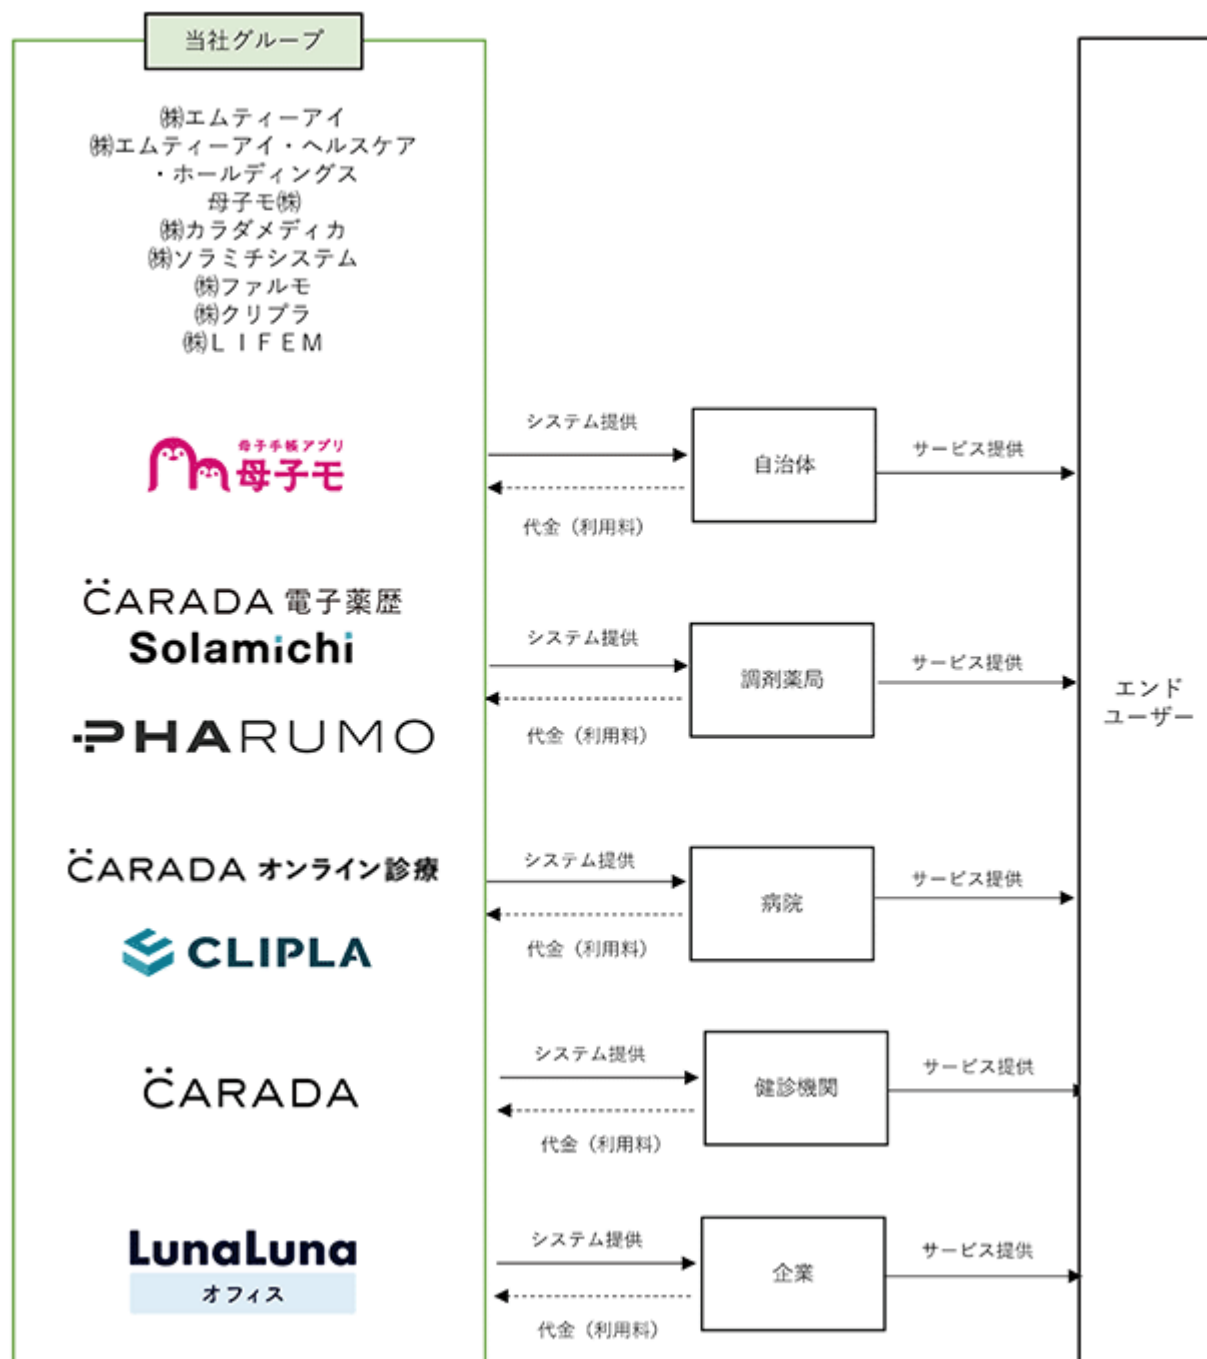 当社グループ
㈱エムティーアイ
㈱エムティーアイ・ヘルスケア
・ホールディングス
母子モ㈱
㈱カラダメディカ
㈱ソラミチシステム
㈱ファルモ
㈱クリプラ
㈱ＬＩＦＥＭ
母子手帳アプリ
母子モ
システム提供
代金（利用料）
自治体
サービス提供
CARADA 電子薬歴
Solamichi
PHARUMO
システム提供
代金（利用料）
調剤薬局
サービス提供
エンド
ユーザー
CARADA オンライン診療
CLIPLA
システム提供
代金（利用料）
病院
サービス提供
CARADA
システム提供
代金（利用料）
健診機関
サービス提供
LunaLuna
オフィス
システム提供
代金（利用料）
企業
サービス提供